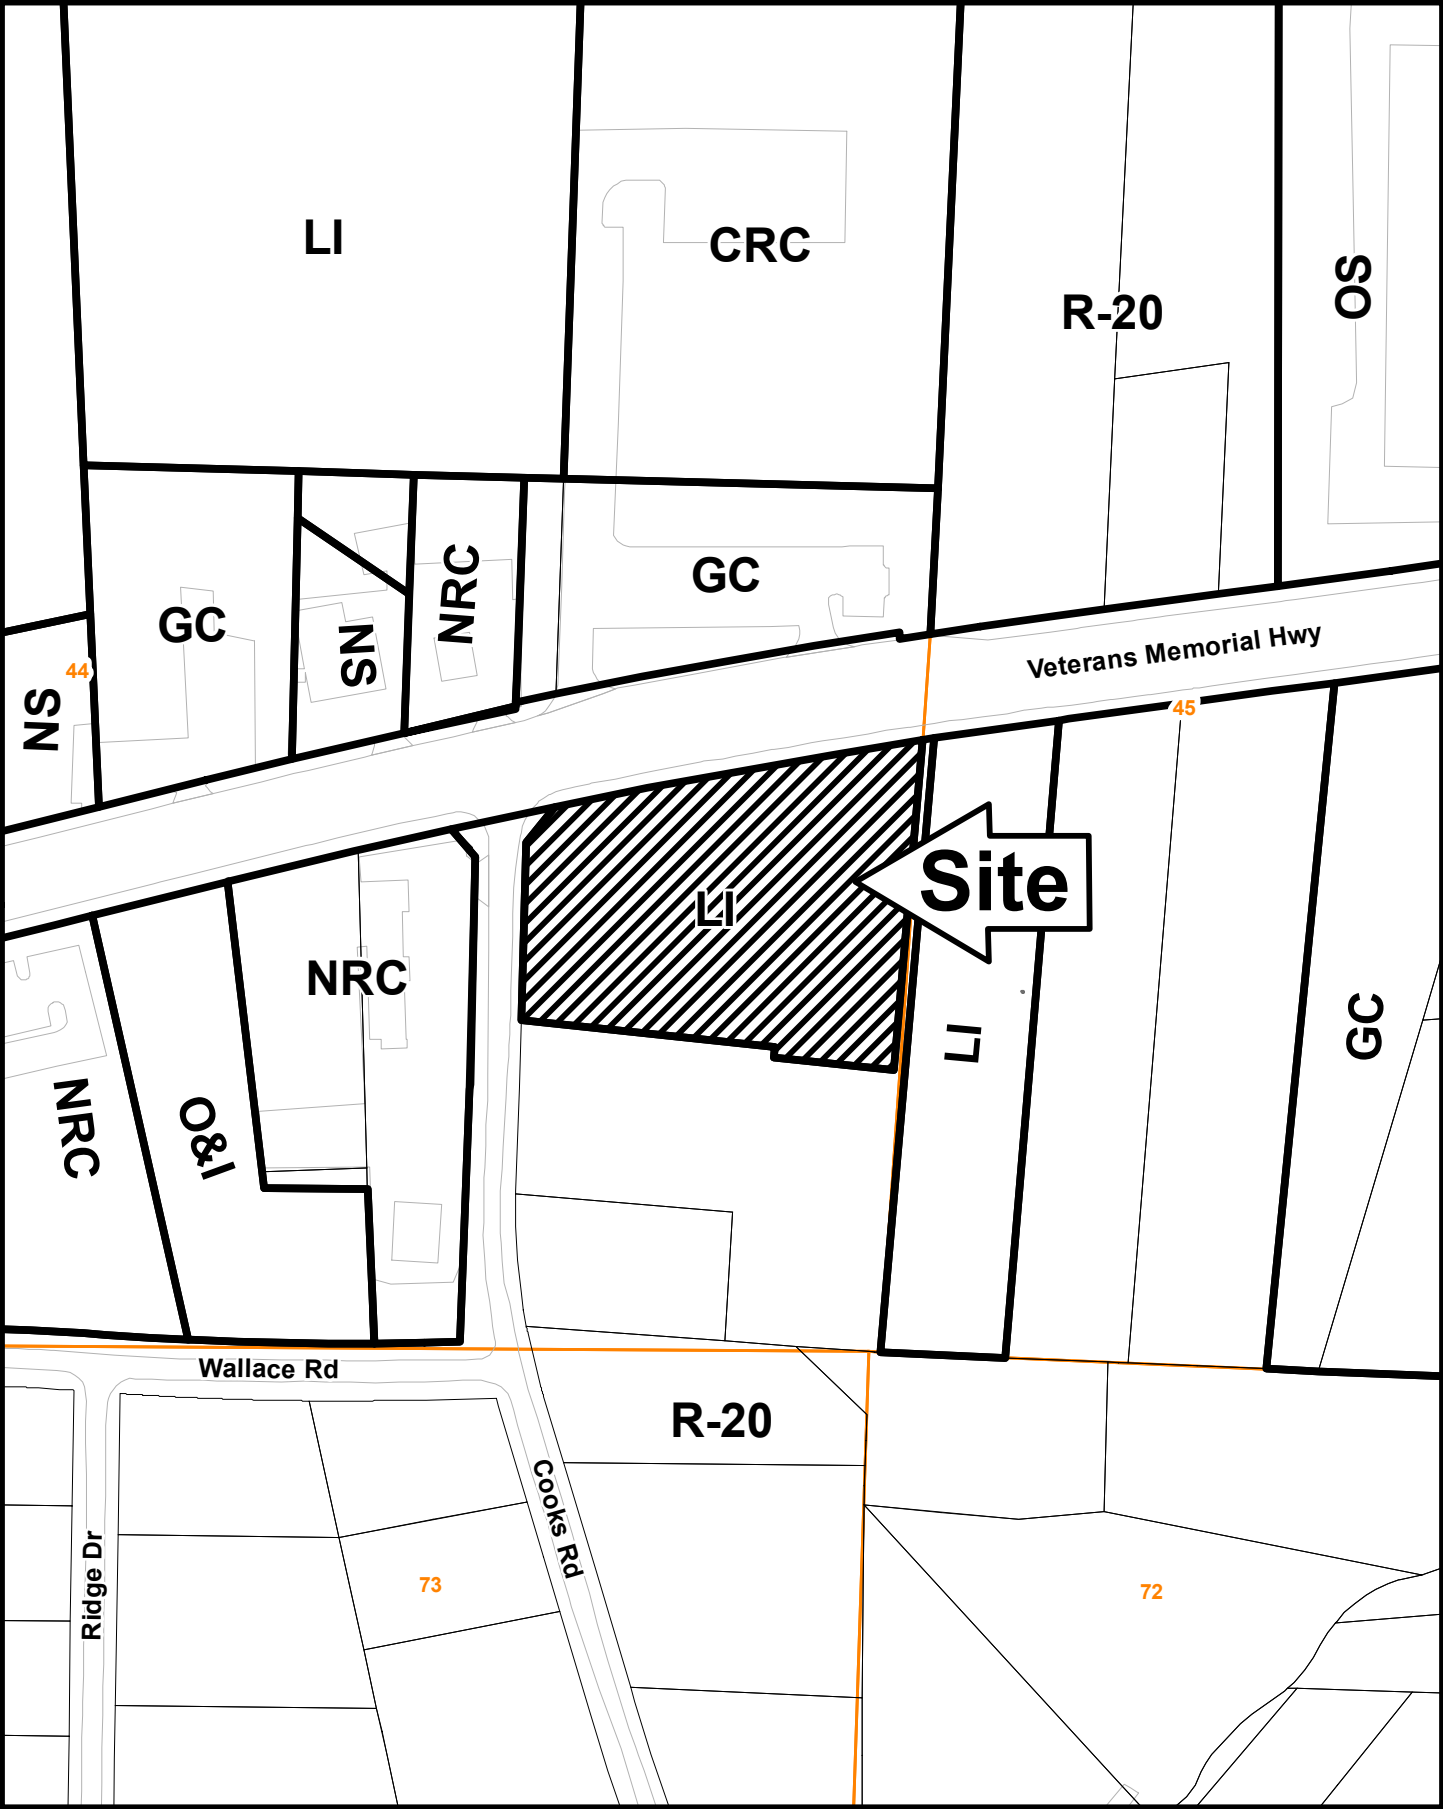 LI
CRC
OS
R-20
NRC
GC
GC
NS
Veterans Memorial Hwy
44
NS
45
Site
LI
NRC
GC
LI
NRC
O&I
Wallace Rd
R-20
Cooks Rd
Ridge Dr
73
72